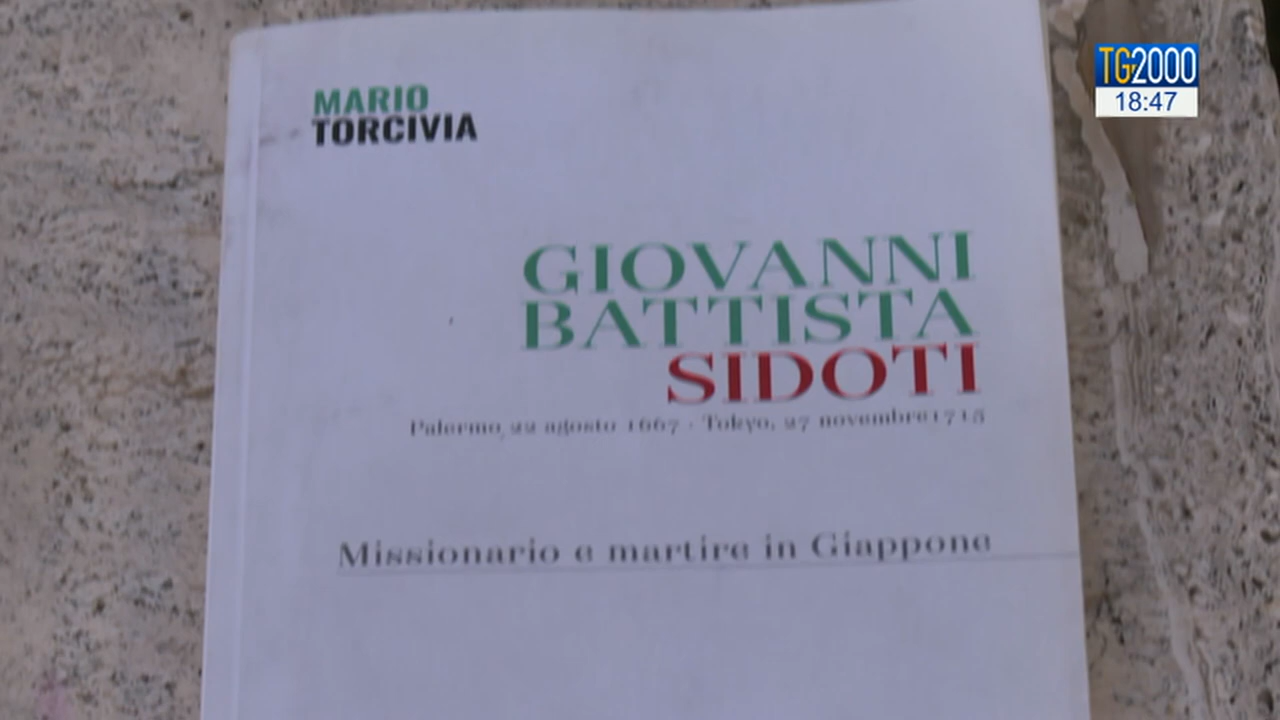 MARIO
TORCIVIA
TG2000
18:47
GIOVANNI
BATTISTA
SIDOTI
Palermo, 22 agosto 1667 - Tokyo, 27 novembre 1715
Missionario e martire in Giappone